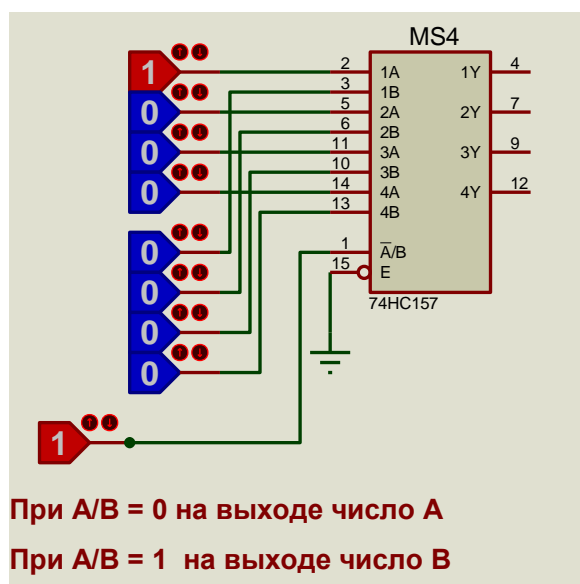 MS4
1 2 1A 1Y 4
3 1B
0 5 2A 2Y 7
6 2B
0 11 3A 3Y 9
10 3B
0 14 4A 4Y 12
13 4B
0 1 A/B
0 15 E
0 74HC157
0
1
При А/В = 0 на выходе число А
При А/В = 1 на выходе число В